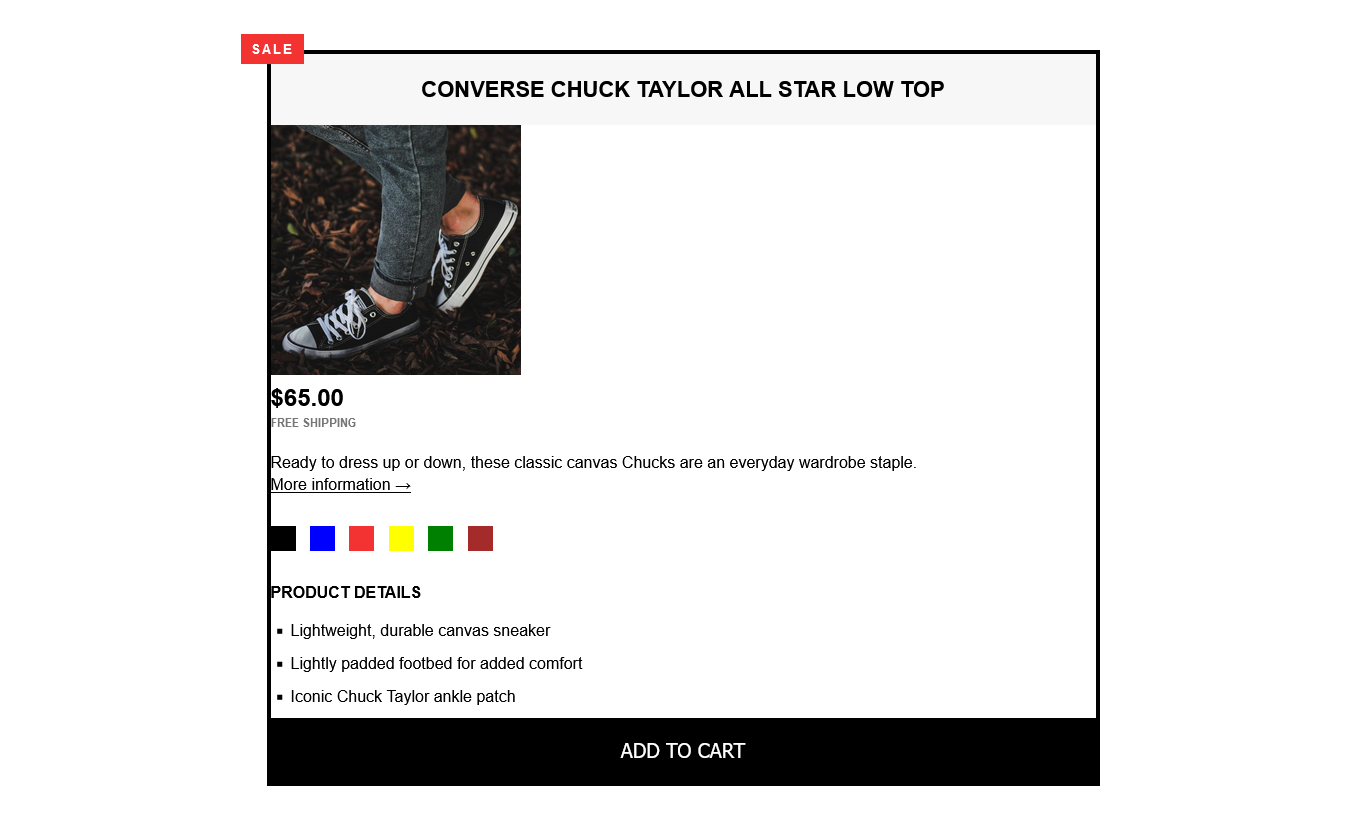 SALE
CONVERSE CHUCK TAYLOR ALL STAR LOW TOP
$65.00
FREE SHIPPING
Ready to dress up or down, these classic canvas Chucks are an everyday wardrobe staple.
More information →
PRODUCT DETAILS
▪ Lightweight, durable canvas sneaker
▪ Lightly padded footbed for added comfort
▪ Iconic Chuck Taylor ankle patch
ADD TO CART